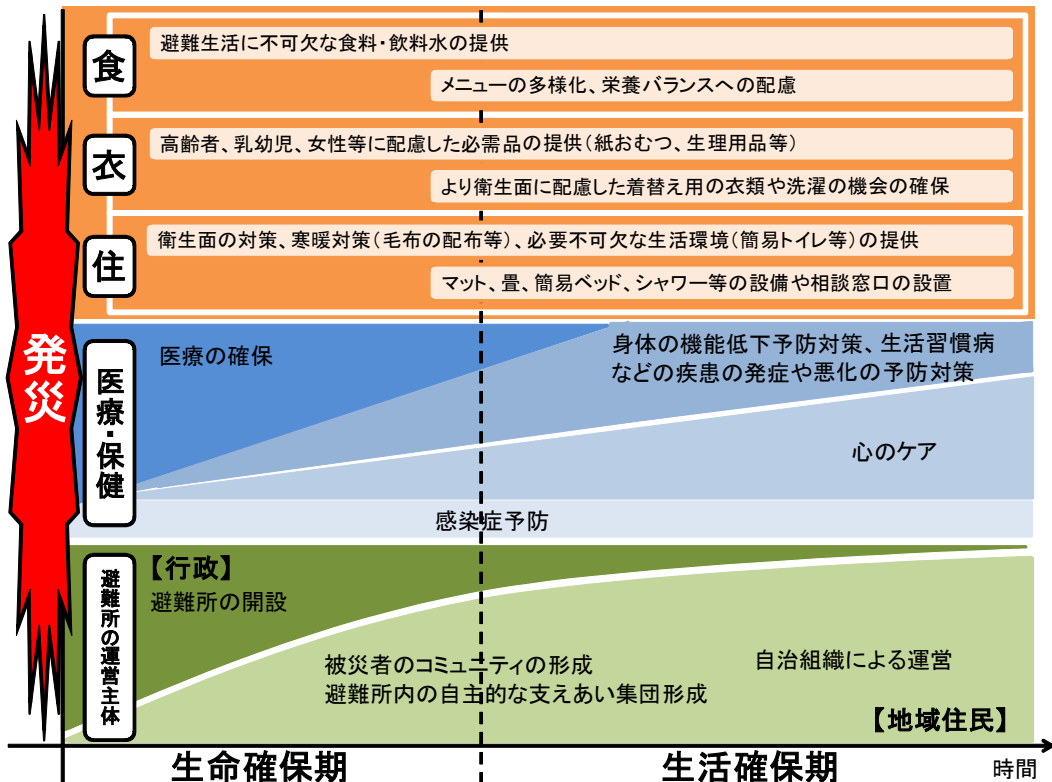 発災
食
避難生活に不可欠な食料・飲料水の提供
メニューの多様化、栄養バランスへの配慮
衣
高齢者、乳幼児、女性等に配慮した必需品の提供(紙おむつ、生理用品等)
より衛生面に配慮した着替え用の衣類や洗濯の機会の確保
住
衛生面の対策、寒暖対策(毛布の配布等)、必要不可欠な生活環境(簡易トイレ等)の提供
マット、畳、簡易ベッド、シャワー等の設備や相談窓口の設置
医療・保健
医療の確保
身体の機能低下予防対策、生活習慣病
などの疾患の発症や悪化の予防対策
心のケア
感染症予防
避難所の運営主体
【行政】
避難所の開設
被災者のコミュニティの形成
避難所内の自主的な支えあい集団形成
自治組織による運営
【地域住民】
生命確保期
生活確保期
時間